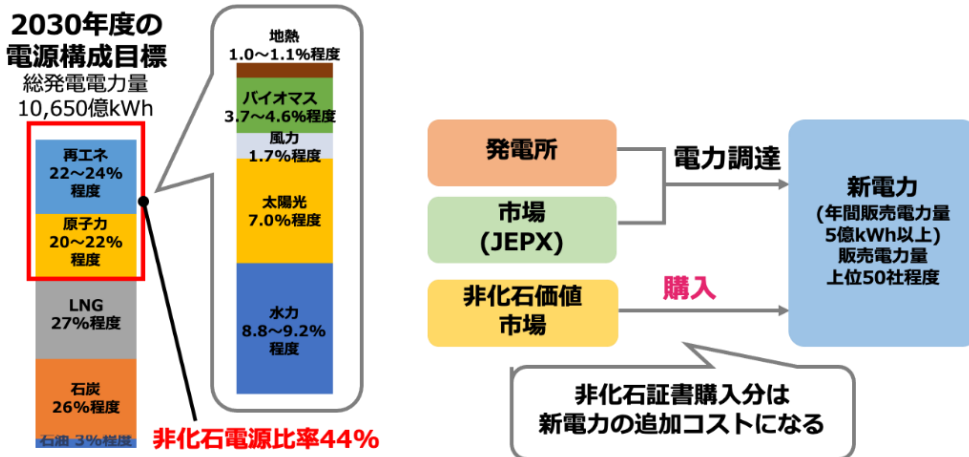 2030年度の
電源構成目標
総発電電力量
10,650億kWh
再エネ
22～24%
程度
原子力
20～22%
程度
LNG
27%程度
石炭
26%程度
石油 3%程度
地熱
1.0～1.1%程度
バイオマス
3.7～4.6%程度
風力
1.7%程度
太陽光
7.0%程度
水力
8.8～9.2%
程度
非化石電源比率44%
発電所
市場
(JEPX)
非化石価値
市場
電力調達
購入
新電力
(年間販売電力量
5億kWh以上)
販売電力量
上位50社程度
非化石証書購入分は
新電力の追加コストになる